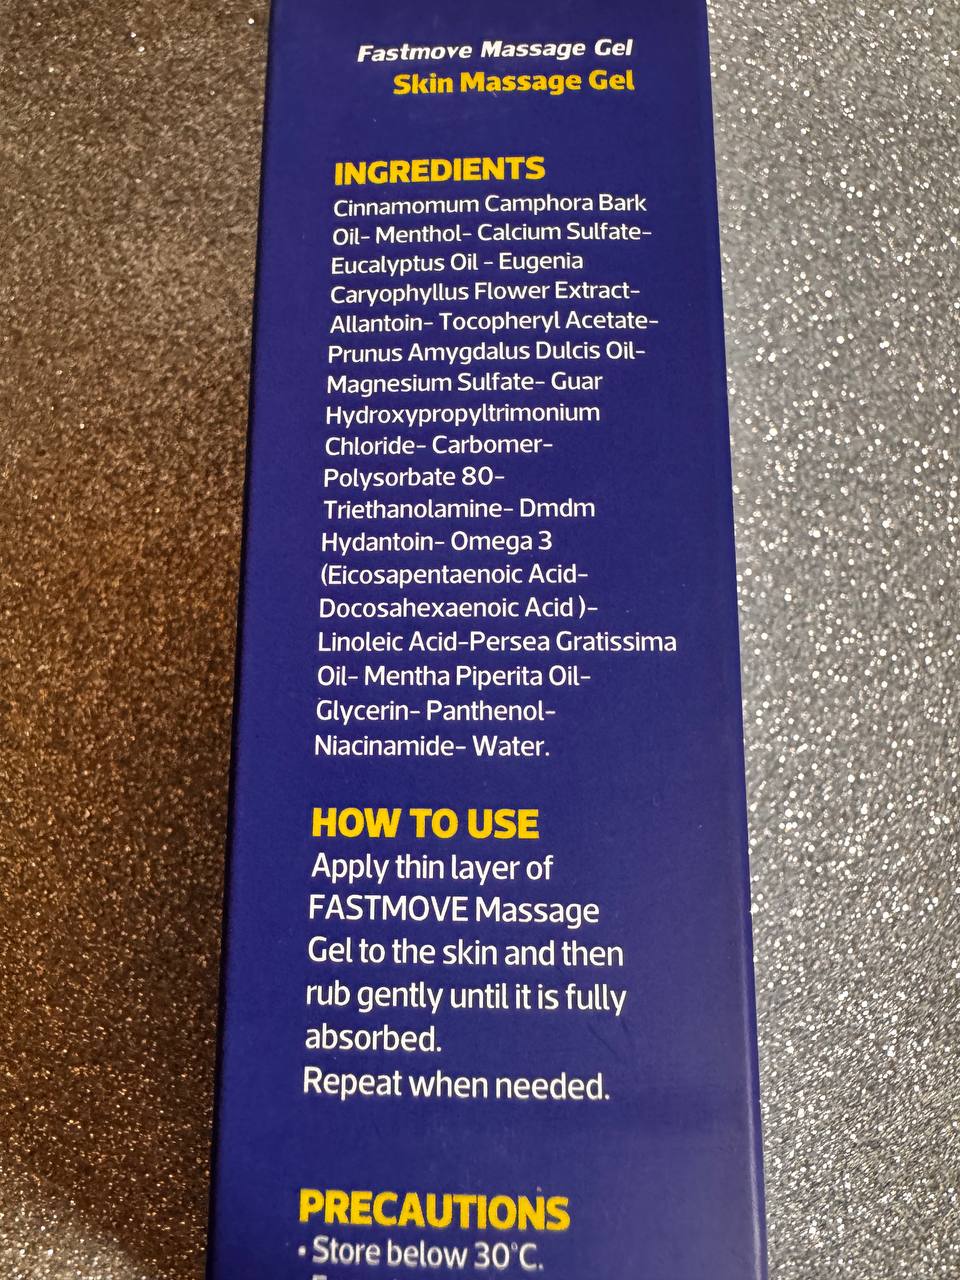 Fastmove Massage Gel
Skin Massage Gel
INGREDIENTS
Cinnamomum Camphora Bark
Oil- Menthol- Calcium Sulfate-
Eucalyptus Oil - Eugenia
Caryophyllus Flower Extract-
Allantoin- Tocopheryl Acetate-
Prunus Amygdalus Dulcis Oil-
Magnesium Sulfate- Guar
Hydroxypropyltrimonium
Chloride- Carbomer-
Polysorbate 80-
Triethanolamine- Dmdm
Hydantoin- Omega 3
(Eicosapentaenoic Acid-
Docosahexaenoic Acid )-
Linoleic Acid-Persea Gratissima
Oil- Mentha Piperita Oil-
Glycerin- Panthenol-
Niacinamide- Water.
HOW TO USE
Apply thin layer of
FASTMOVE Massage
Gel to the skin and then
rub gently until it is fully
absorbed.
Repeat when needed.
PRECAUTIONS
• Store below 30°C.